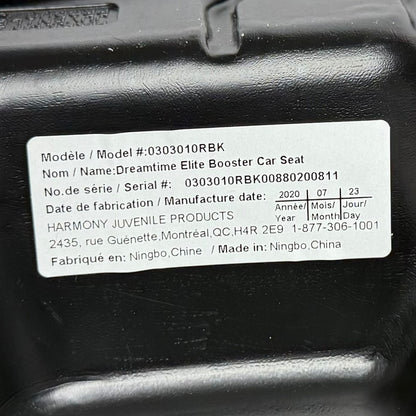 Modèle / Model #:0303010RBK
Nom / Name:Dreamtime Elite Booster Car Seat
No.de série / Serial #: 0303010RBK00880200811
Date de fabrication / Manufacture date: 2020 07 23
Année/ Mois/ Jour/
Year Month Day
HARMONY JUVENILE PRODUCTS
2435, rue Guénette,Montréal,QC,H4R 2E9 1-877-306-1001
Fabriqué en: Ningbo,Chine / Made in: Ningbo,China